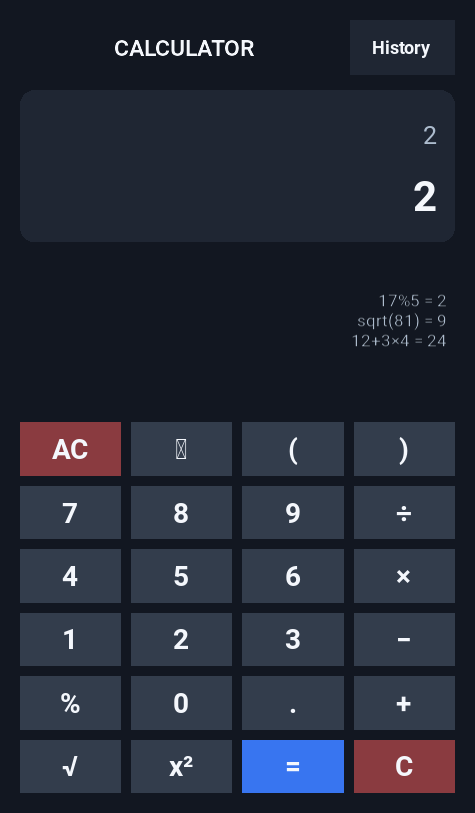 CALCULATOR History
2
2
17%5 = 2
sqrt(81) = 9
12+3×4 = 24
AC ( )
7 8 9 ÷
4 5 6 ×
1 2 3 −
% 0 . +
√ x² = C